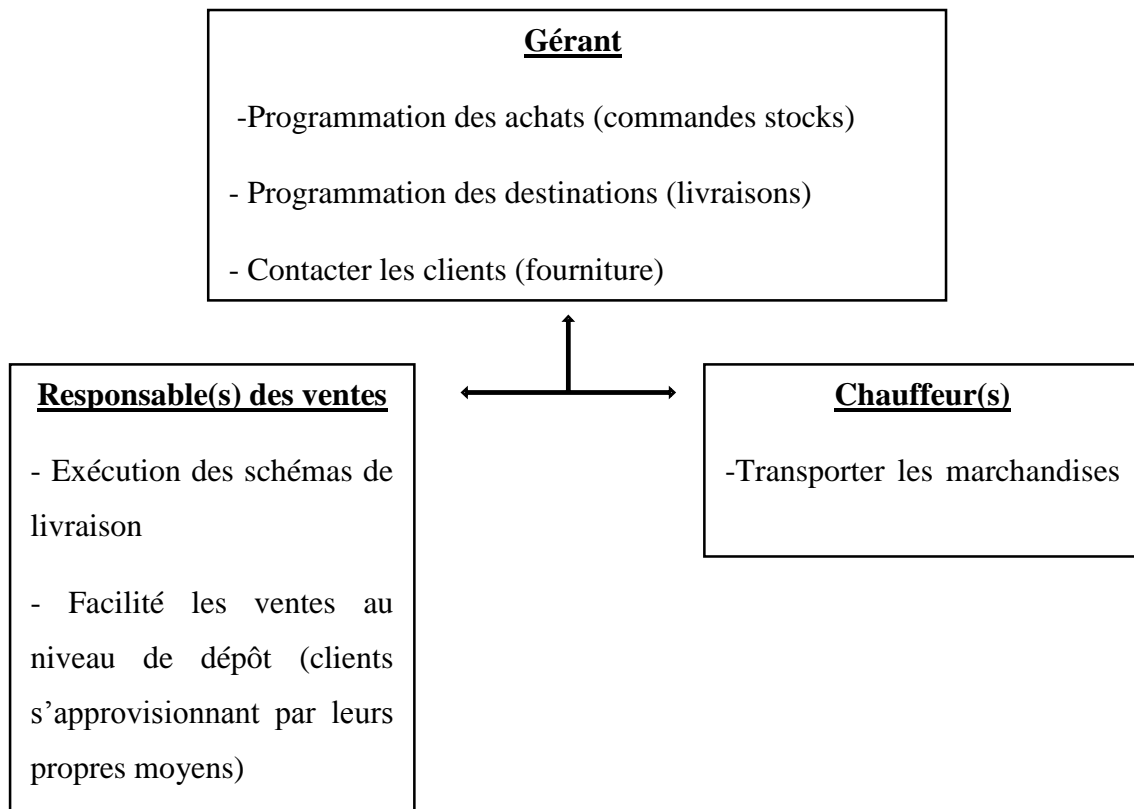 Gérant
-Programmation des achats (commandes stocks)
- Programmation des destinations (livraisons)
- Contacter les clients (fourniture)
Responsable(s) des ventes
- Exécution des schémas de
livraison
- Facilité les ventes au
niveau de dépôt (clients
s’approvisionnant par leurs
propres moyens)
Chauffeur(s)
-Transporter les marchandises